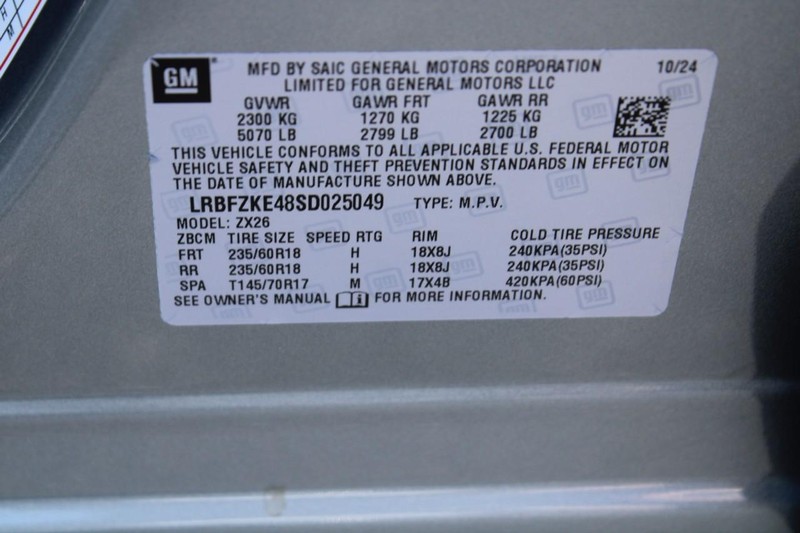 H
M
GM
MFD BY SAIC GENERAL MOTORS CORPORATION 10/24
LIMITED FOR GENERAL MOTORS LLC
GVWR GAWR FRT GAWR RR
2300 KG 1270 KG 1225 KG
5070 LB 2799 LB 2700 LB
THIS VEHICLE CONFORMS TO ALL APPLICABLE U.S. FEDERAL MOTOR
VEHICLE SAFETY AND THEFT PREVENTION STANDARDS IN EFFECT ON
THE DATE OF MANUFACTURE SHOWN ABOVE.
LRBFZKE48SD025049 TYPE: M.P.V.
MODEL: ZX26
ZBCM TIRE SIZE SPEED RTG RIM COLD TIRE PRESSURE
FRT 235/60R18 H 18X8J 240KPA(35PSI)
RR 235/60R18 H 18X8J 240KPA(35PSI)
SPA T145/70R17 M 17X4B 420KPA(60PSI)
SEE OWNER'S MANUAL FOR MORE INFORMATION.